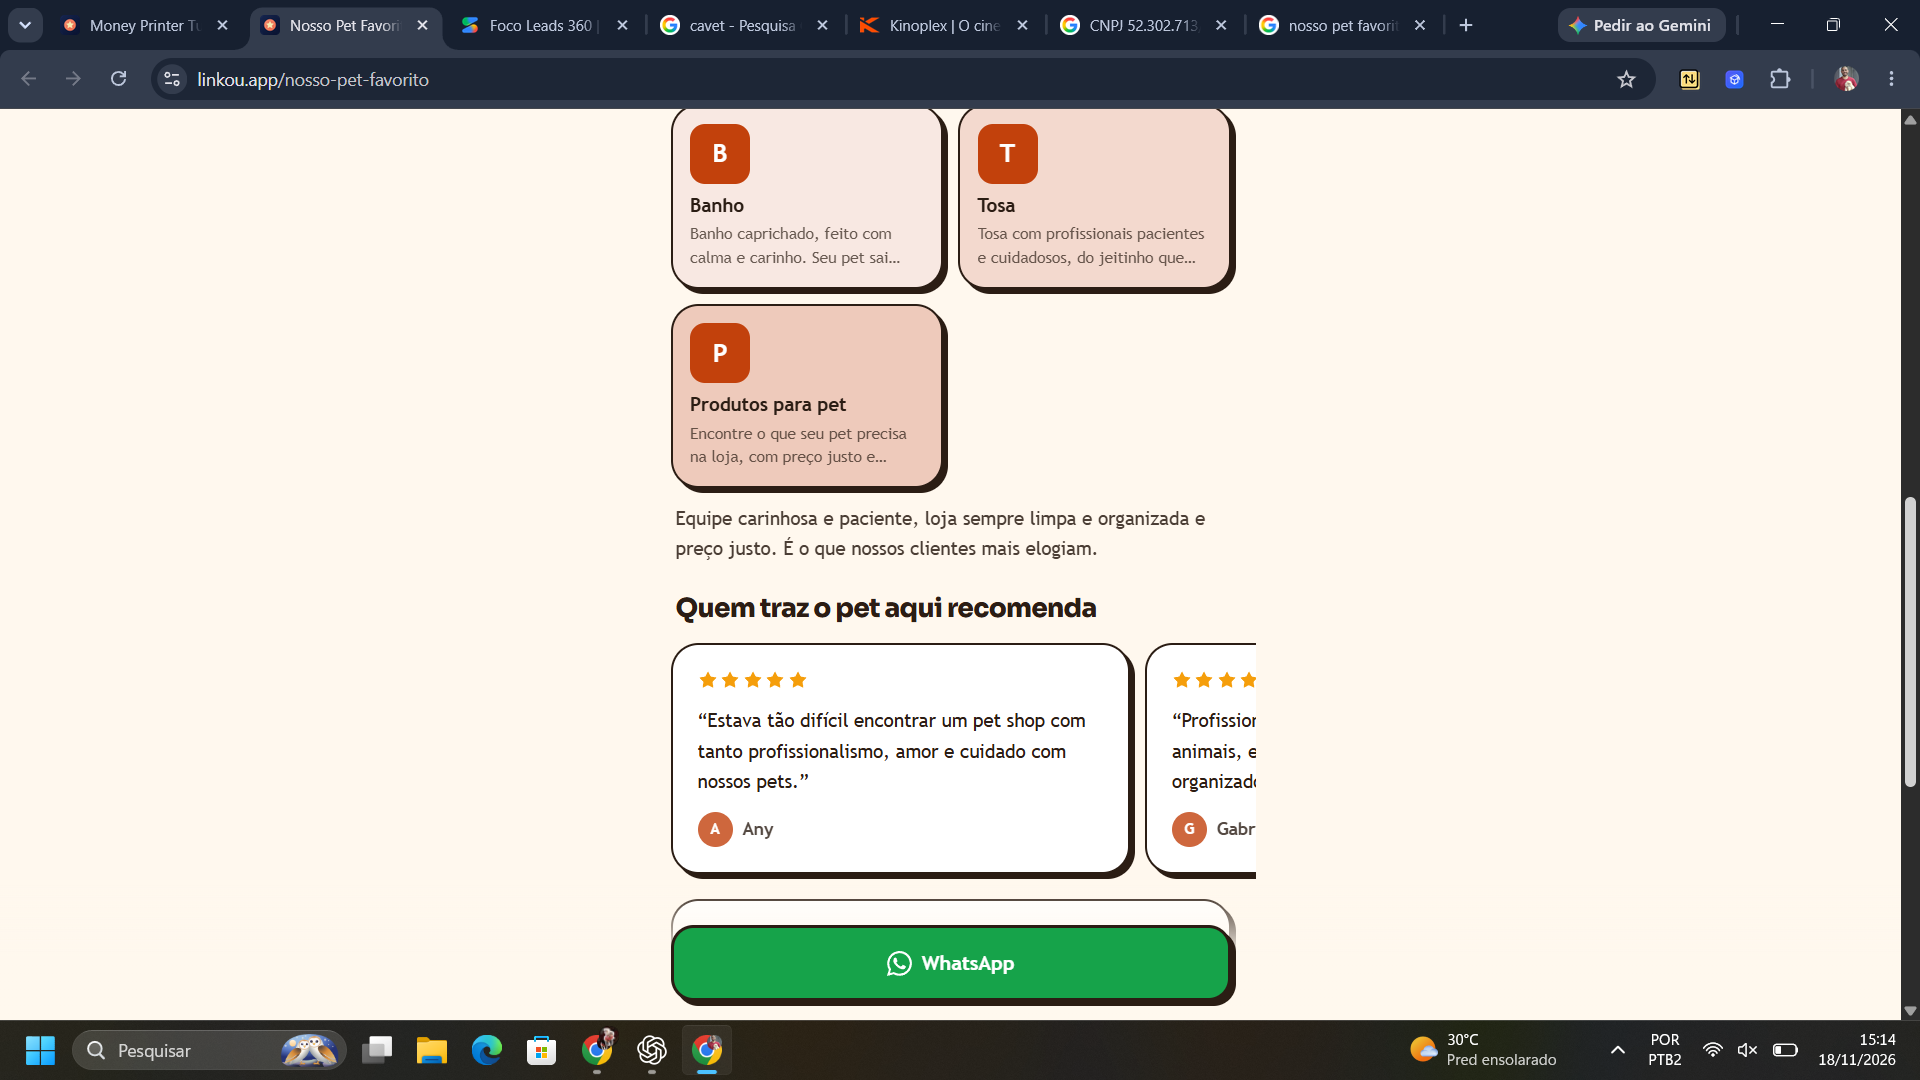 Money Printer Tu
Nosso Pet Favori
Foco Leads 360 |
cavet - Pesquisa
Kinoplex | O cine
CNPJ 52.302.713
nosso pet favorit
Pedir ao Gemini
linkou.app/nosso-pet-favorito
B
Banho
Banho caprichado, feito com
calma e carinho. Seu pet sai...
T
Tosa
Tosa com profissionais pacientes
e cuidadosos, do jeitinho que...
P
Produtos para pet
Encontre o que seu pet precisa
na loja, com preço justo e...
Equipe carinhosa e paciente, loja sempre limpa e organizada e
preço justo. É o que nossos clientes mais elogiam.
Quem traz o pet aqui recomenda
“Estava tão difícil encontrar um pet shop com
tanto profissionalismo, amor e cuidado com
nossos pets.”
A
Any
“Profission
animais, e
organizado
G
Gabr
WhatsApp
Pesquisar
30°C
Pred ensolarado
POR
PTB2
15:14
18/11/2026